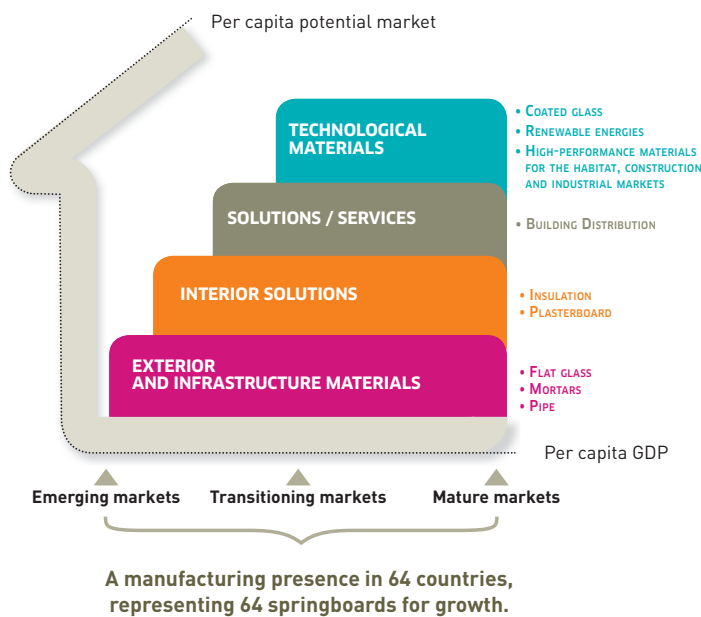 Per capita potential market
TECHNOLOGICAL
MATERIALS
• Coated glass
• Renewable energies
• High-performance materials
for the habitat, construction
and industrial markets
SOLUTIONS / SERVICES
• Building Distribution
INTERIOR SOLUTIONS
• Insulation
• Plasterboard
EXTERIOR
AND INFRASTRUCTURE MATERIALS
• Flat glass
• Mortars
• Pipe
Per capita GDP
Emerging markets
Transitioning markets
Mature markets
A manufacturing presence in 64 countries,
representing 64 springboards for growth.